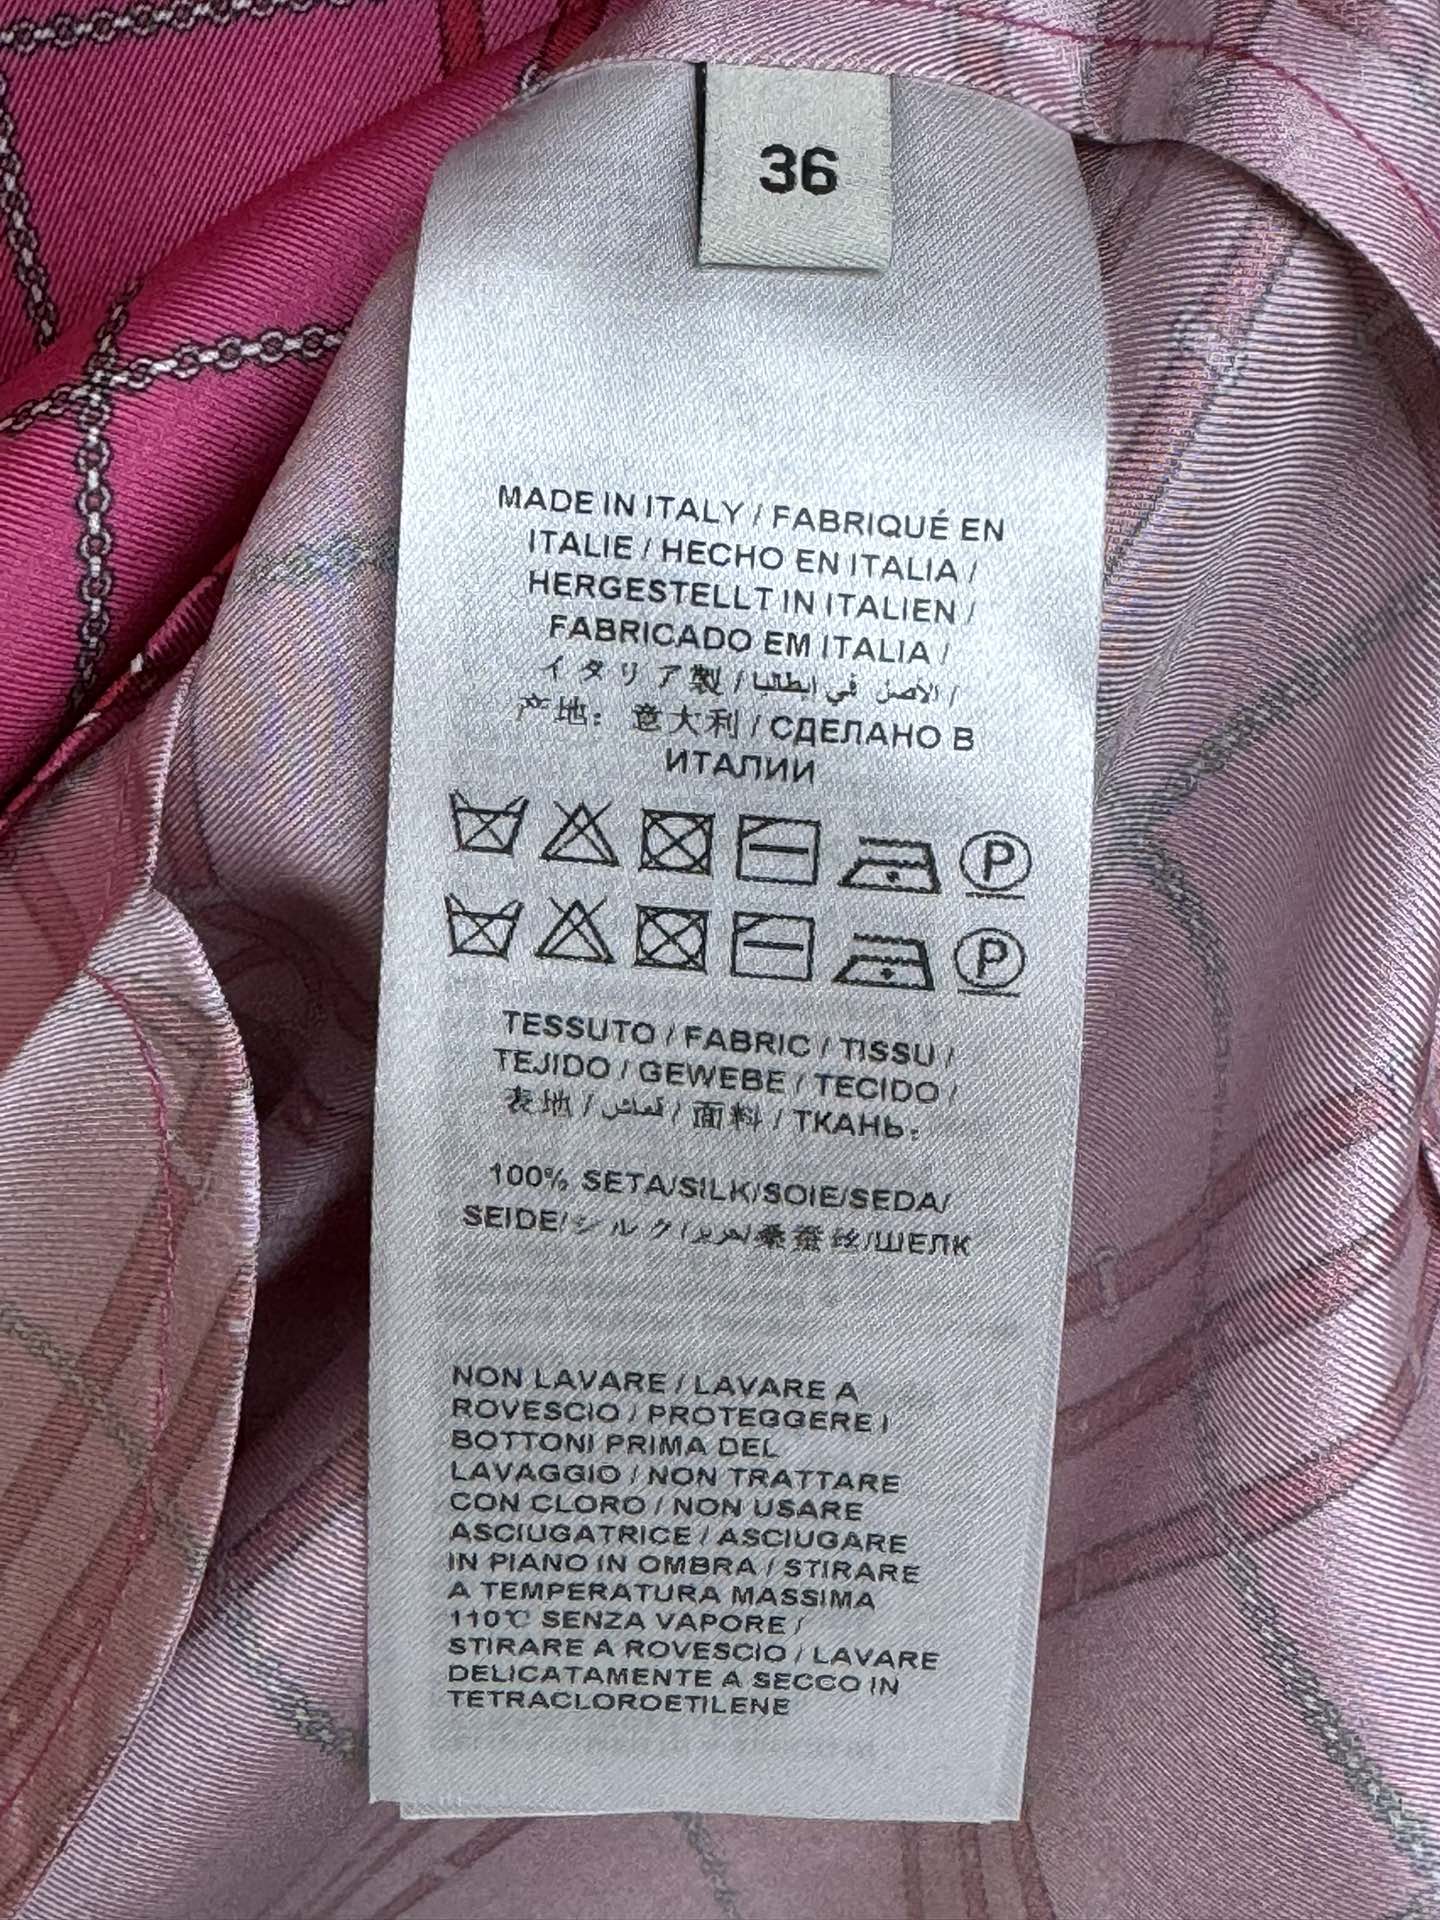 36
MADE IN ITALY / FABRIQUÉ EN
ITALIE / HECHO EN ITALIA /
HERGESTELLT IN ITALIEN /
FABRICADO EM ITALIA /
イタリア製 / الأصل في إيطاليا /
产地：意大利 / СДЕЛАНО В
ИТАЛИИ
P
P
TESSUTO / FABRIC / TISSU /
TEJIDO / GEWEBE / TECIDO /
表地 / قماش / 面料 / ТКАНЬ:
100% SETA/SILK/SOIE/SEDA/
SEIDE/シルク/حرير/桑蚕丝/ШЕЛК
NON LAVARE / LAVARE A
ROVESCIO / PROTEGGERE I
BOTTONI PRIMA DEL
LAVAGGIO / NON TRATTARE
CON CLORO / NON USARE
ASCIUGATRICE / ASCIUGARE
IN PIANO IN OMBRA / STIRARE
A TEMPERATURA MASSIMA
110℃ SENZA VAPORE /
STIRARE A ROVESCIO / LAVARE
DELICATAMENTE A SECCO IN
TETRACLOROETILENE